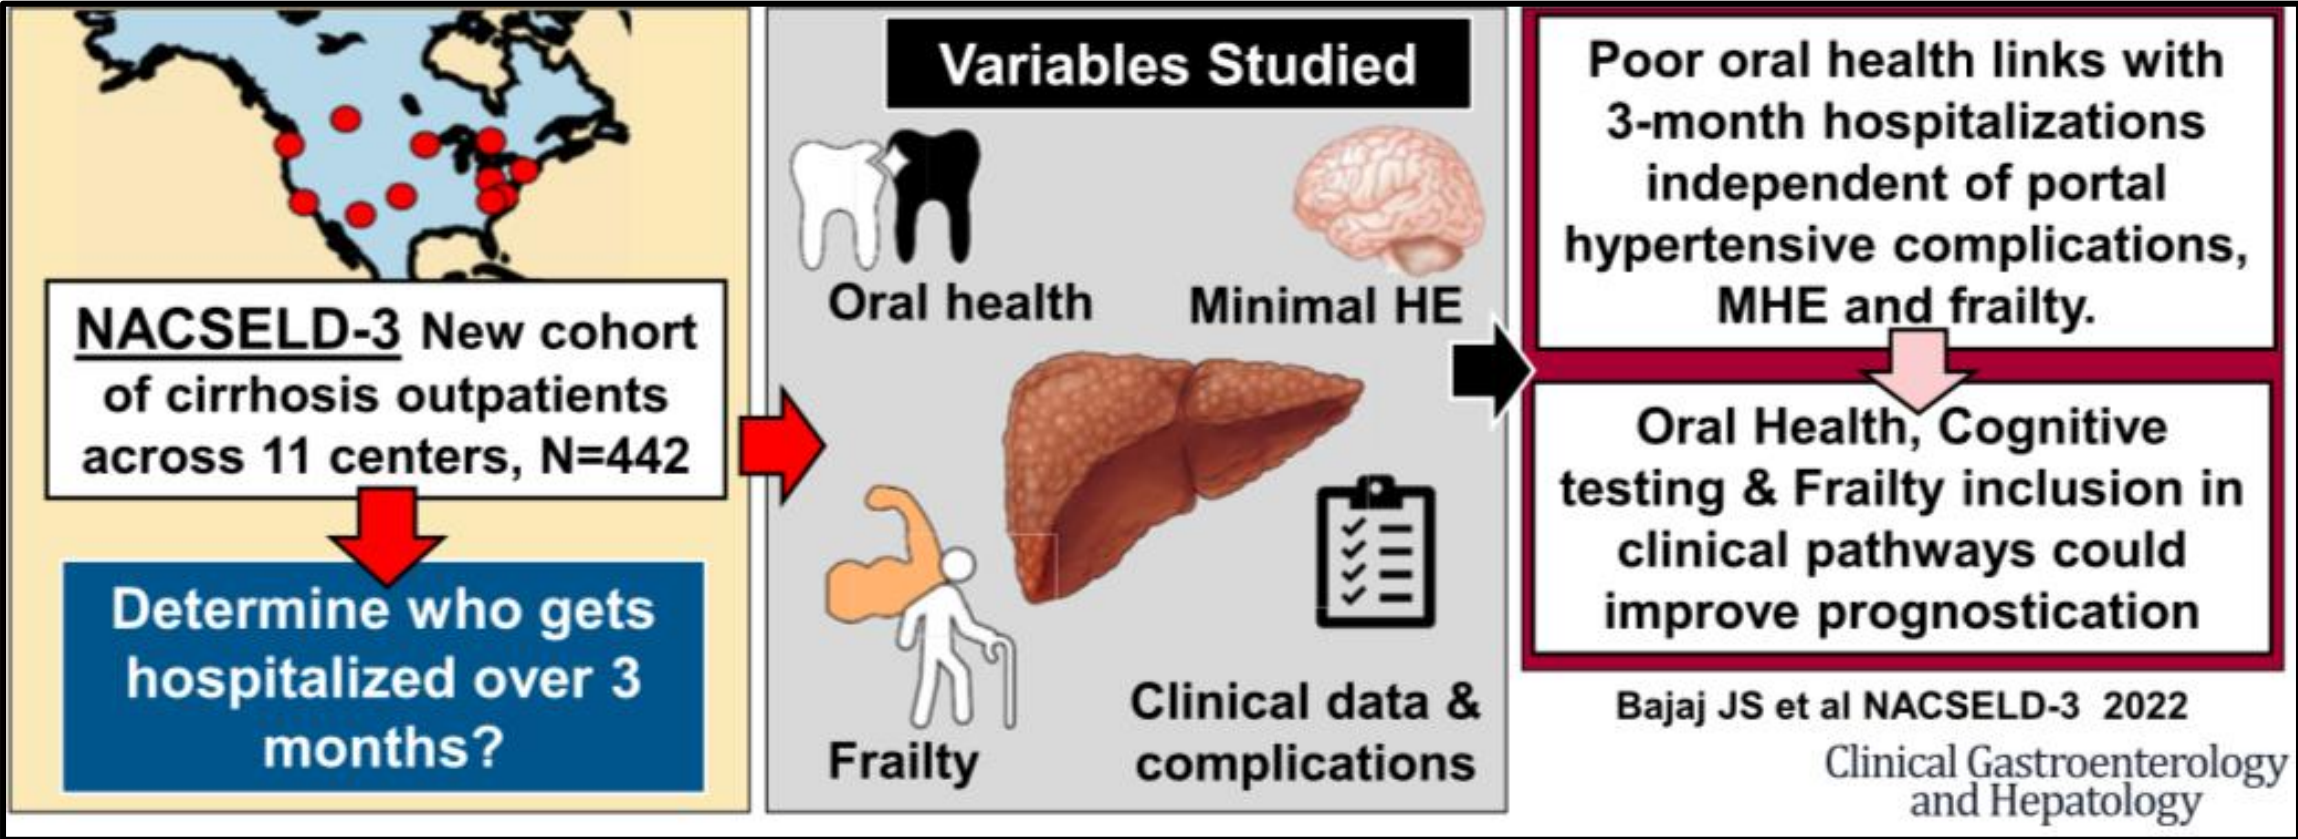 NACSELD-3 New cohort
of cirrhosis outpatients
across 11 centers, N=442
Determine who gets
hospitalized over 3
months?
Variables Studied
Oral health
Minimal HE
Frailty
Clinical data &
complications
Poor oral health links with
3-month hospitalizations
independent of portal
hypertensive complications,
MHE and frailty.
Oral Health, Cognitive
testing & Frailty inclusion in
clinical pathways could
improve prognostication
Bajaj JS et al NACSELD-3 2022
Clinical Gastroenterology
and Hepatology